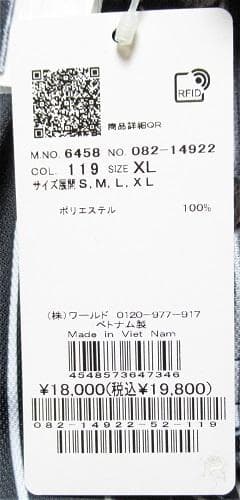 RFID
商品詳細QR
M.NO. 6458 NO. 082-14922
COL. 119 SIZE XL
サイズ展開 S, M, L, XL
ポリエステル 100%
(株)ワールド 0120-977-917
ベトナム製
Made in Viet Nam
4548573647346
¥18,000(税込¥19,800)
082-14922-52-119